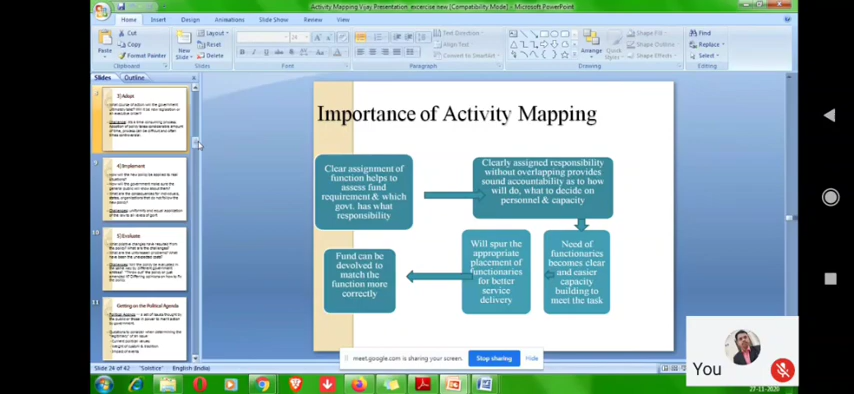 Activity Mapping Vijay Presentation excercise new [Compatibility Mode] - Microsoft PowerPoint
Home Insert Design Animations Slide Show Review View
Cut
Copy
Format Painter
Paste
Clipboard
New
Slide
Layout
Reset
Delete
Slides
Font
Paragraph
Text Direction
Align Text
Convert to SmartArt
Arrange
Quick
Styles
Shape Fill
Shape Outline
Shape Effects
Drawing
Find
Replace
Select
Editing
Slides Outline
3) Adopt
9
4) Implement
10
5) Evaluate
11
Getting on the Political Agenda
Importance of Activity Mapping
Clear assignment of
function helps to
assess fund
requirement & which
govt. has what
responsibility
Clearly assigned responsibility
without overlapping provides
sound accountability as to how
will do, what to decide on
personnel & capacity
Need of
functionaries
becomes clear
and easier
capacity
building to
meet the task
Will spur the
appropriate
placement of
functionaries
for better
service
delivery
Fund can be
devolved to
match the
function more
correctly
meet.google.com is sharing your screen.
Stop sharing
Hide
You
Slide 24 of 42 "Solstice" English (India)
27-11-2020